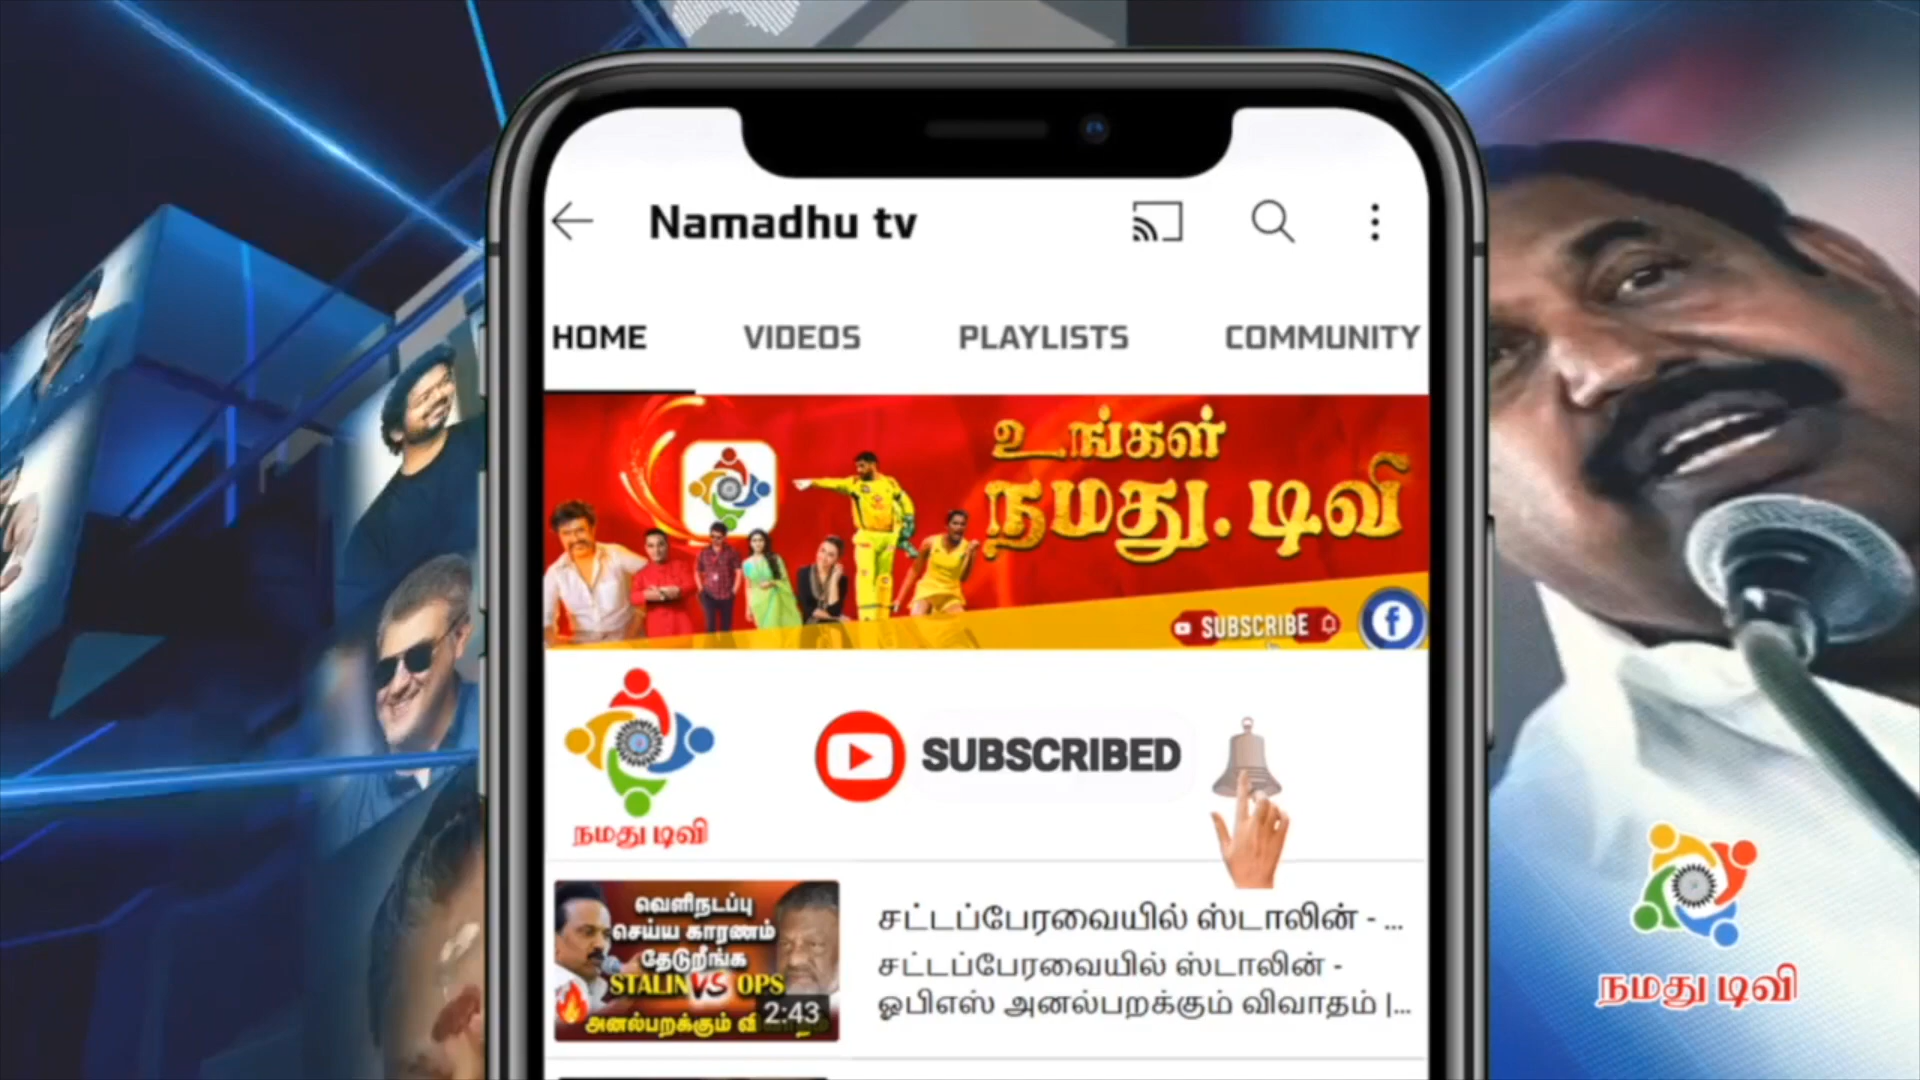 Namadhu tv
HOME VIDEOS PLAYLISTS COMMUNITY
உங்கள்
நமது. டிவி
SUBSCRIBE
SUBSCRIBED
நமது டிவி
வெளிநடப்பு
செய்ய காரணம்
தேடுறீங்க
STALIN VS OPS
அனல்பறக்கும்
2:43
சட்டப்பேரவையில் ஸ்டாலின் - ...
சட்டப்பேரவையில் ஸ்டாலின் -
ஓபிஎஸ் அனல்பறக்கும் விவாதம் |...
நமது டிவி